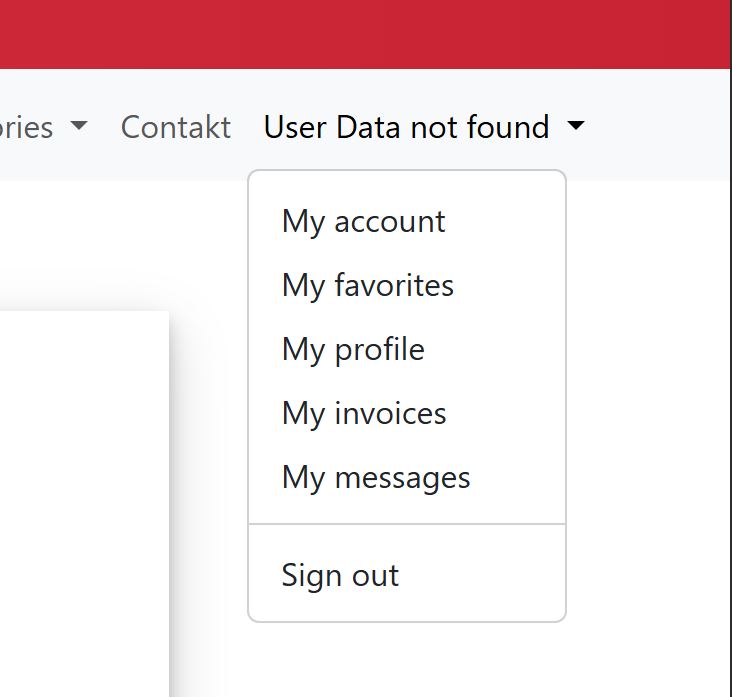 ories Contakt User Data not found
My account
My favorites
My profile
My invoices
My messages
Sign out